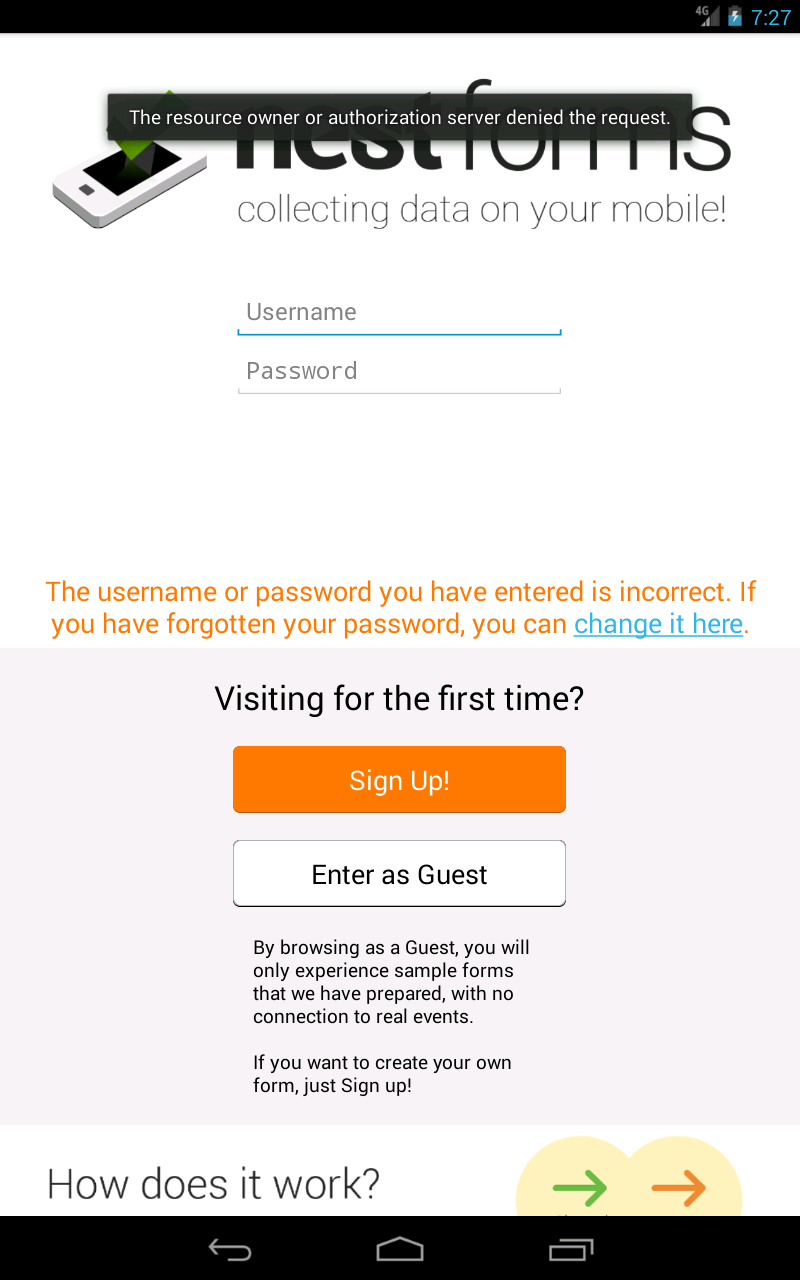 4G 7:27
The resource owner or authorization server denied the request.
nestforms
collecting data on your mobile!
Username
Password
The username or password you have entered is incorrect. If
you have forgotten your password, you can change it here.
Visiting for the first time?
Sign Up!
Enter as Guest
By browsing as a Guest, you will
only experience sample forms
that we have prepared, with no
connection to real events.
If you want to create your own
form, just Sign up!
How does it work?